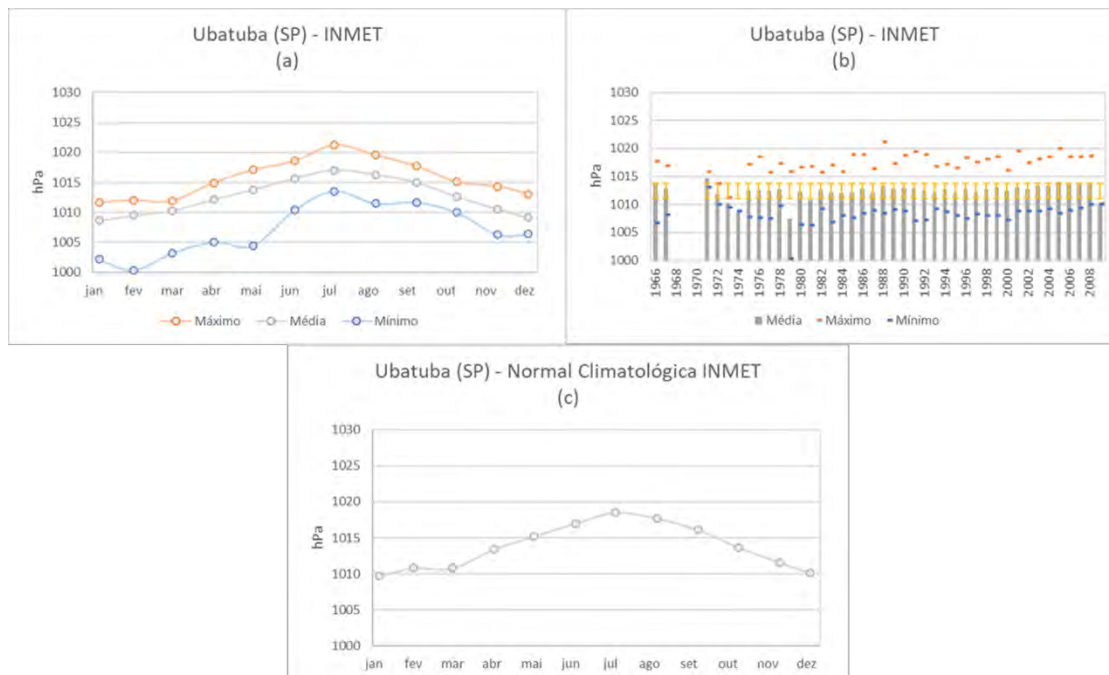 Ubatuba (SP) - INMET
(a)
1030
1025
1020
1015
1010
1005
1000
hPa
jan fev mar abr mai jun jul ago set out nov dez
Máximo Média Mínimo
Ubatuba (SP) - INMET
(b)
1030
1025
1020
1015
1010
1005
1000
hPa
1966 1968 1970 1972 1974 1976 1978 1980 1982 1984 1986 1988 1990 1992 1994 1996 1998 2000 2002 2004 2006 2008
Média Máximo Mínimo
Ubatuba (SP) - Normal Climatológica INMET
(c)
1030
1025
1020
1015
1010
1005
1000
hPa
jan fev mar abr mai jun jul ago set out nov dez